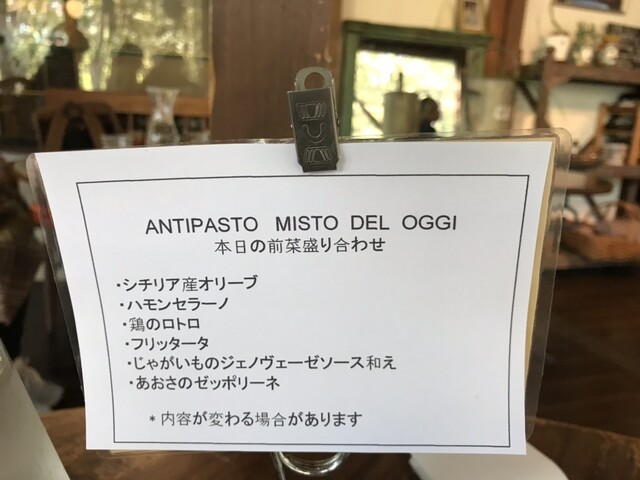 ANTIPASTO MISTO DEL OGGI
本日の前菜盛り合わせ
・シチリア産オリーブ
・ハモンセラーノ
・鶏のロトロ
・フリッタータ
・じゃがいものジェノヴェーゼソース和え
・あおさのゼッポリーネ
＊内容が変わる場合があります